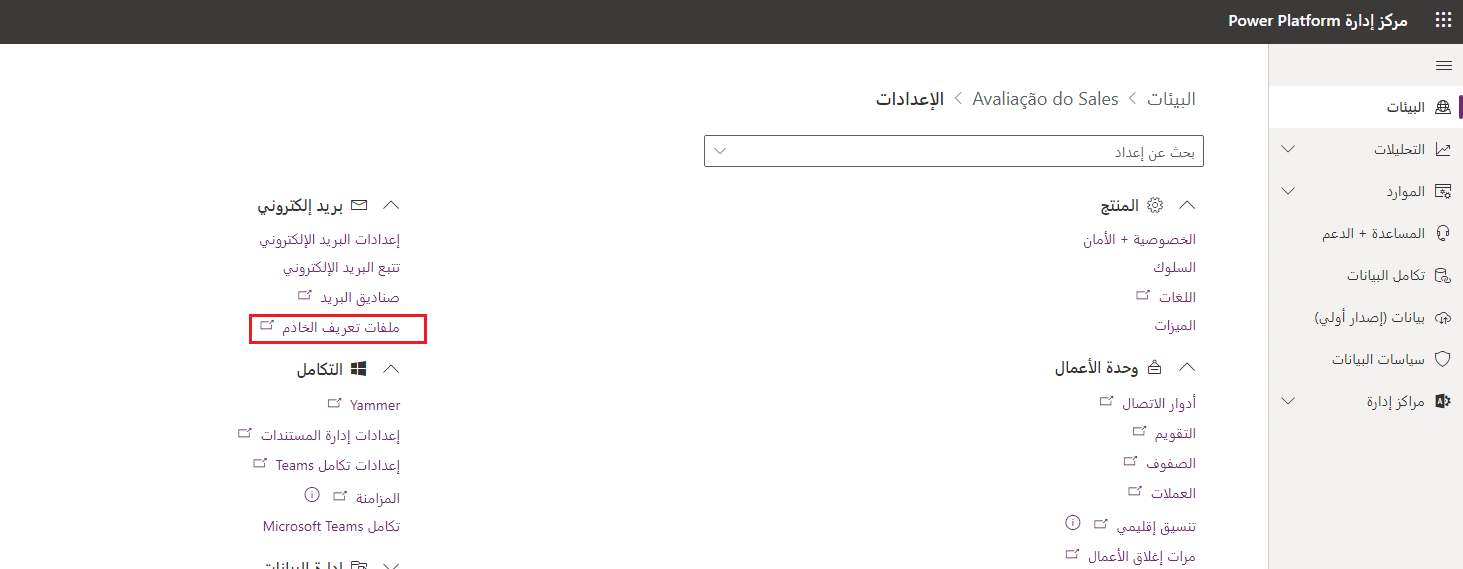 مركز إدارة Power Platform
البيئات
التحليلات
الموارد
المساعدة + الدعم
تكامل البيانات
بيانات (إصدار أولي)
سياسات البيانات
مراكز إدارة
البيئات > Avaliação do Sales > الإعدادات
بحث عن إعداد
المنتج
الخصوصية + الأمان
السلوك
اللغات
الميزات
وحدة الأعمال
أدوار الاتصال
التقويم
الصفوف
العملات
تنسيق إقليمي
مرات إغلاق الأعمال
بريد إلكتروني
إعدادات البريد الإلكتروني
تتبع البريد الإلكتروني
صناديق البريد
ملفات تعريف الخادم
التكامل
Yammer
إعدادات إدارة المستندات
إعدادات تكامل Teams
المزامنة
تكامل Microsoft Teams
إدارة البيانات